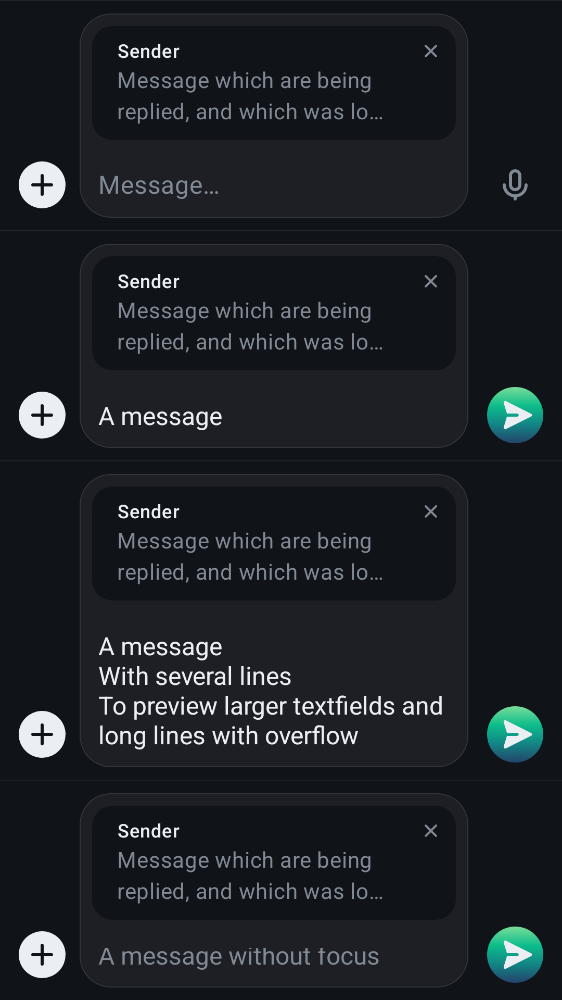 Sender
Message which are being
replied, and which was lo…
Message…
Sender
Message which are being
replied, and which was lo…
A message
Sender
Message which are being
replied, and which was lo…
A message
With several lines
To preview larger textfields and
long lines with overflow
Sender
Message which are being
replied, and which was lo…
A message without focus